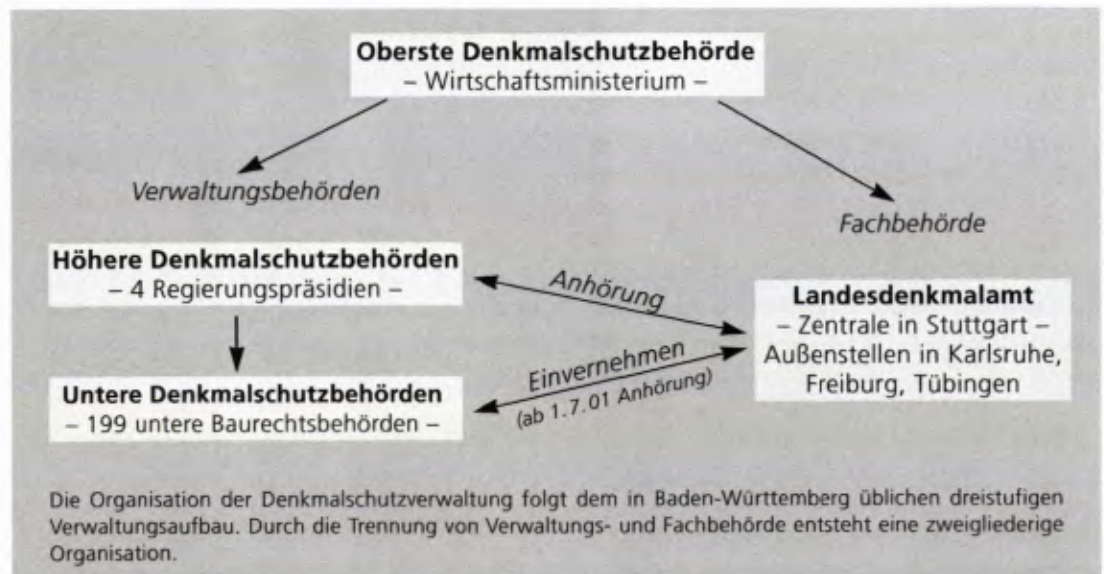 Oberste Denkmalschutzbehörde
– Wirtschaftsministerium –
Verwaltungsbehörden
Fachbehörde
Höhere Denkmalschutzbehörden
– 4 Regierungspräsidien –
Anhörung
Landesdenkmalamt
– Zentrale in Stuttgart –
Außenstellen in Karlsruhe,
Freiburg, Tübingen
Einvernehmen
(ab 1.7.01 Anhörung)
Untere Denkmalschutzbehörden
– 199 untere Baurechtsbehörden –
Die Organisation der Denkmalschutzverwaltung folgt dem in Baden-Württemberg üblichen dreistufigen
Verwaltungsaufbau. Durch die Trennung von Verwaltungs- und Fachbehörde entsteht eine zweigliederige
Organisation.